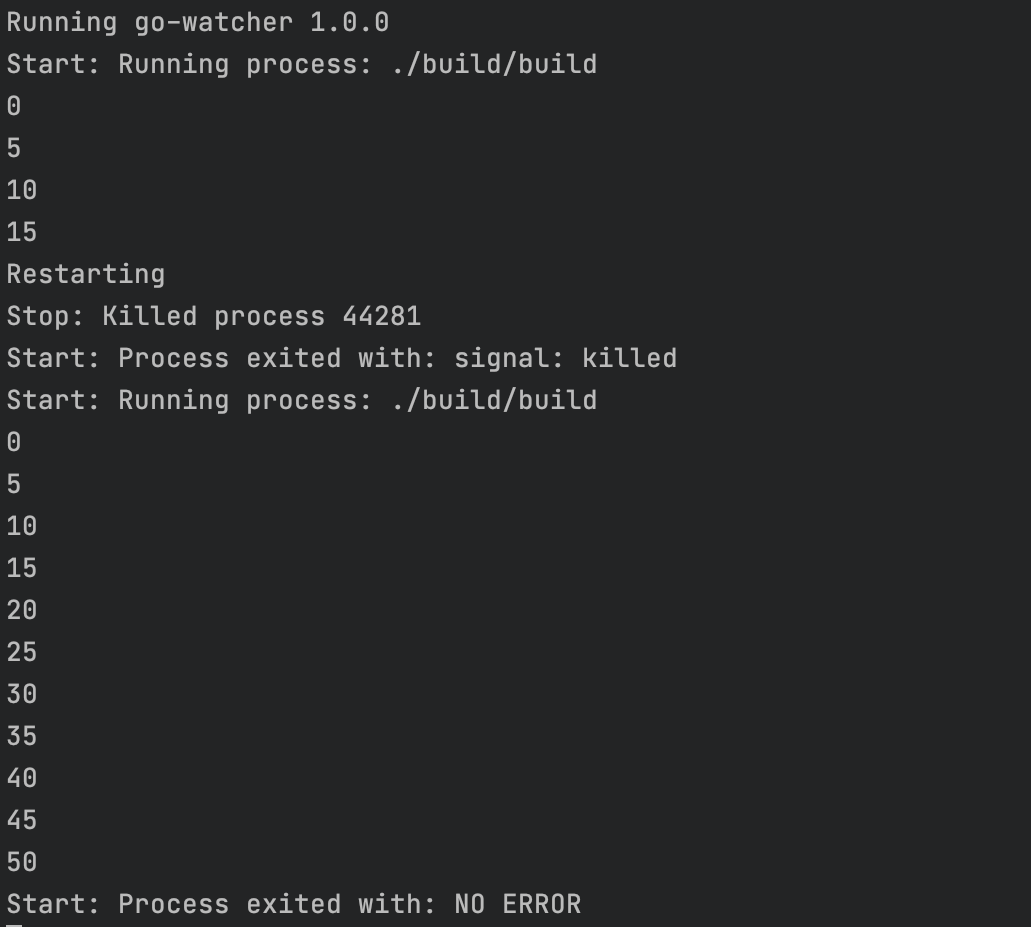 Running go-watcher 1.0.0
Start: Running process: ./build/build
0
5
10
15
Restarting
Stop: Killed process 44281
Start: Process exited with: signal: killed
Start: Running process: ./build/build
0
5
10
15
20
25
30
35
40
45
50
Start: Process exited with: NO ERROR